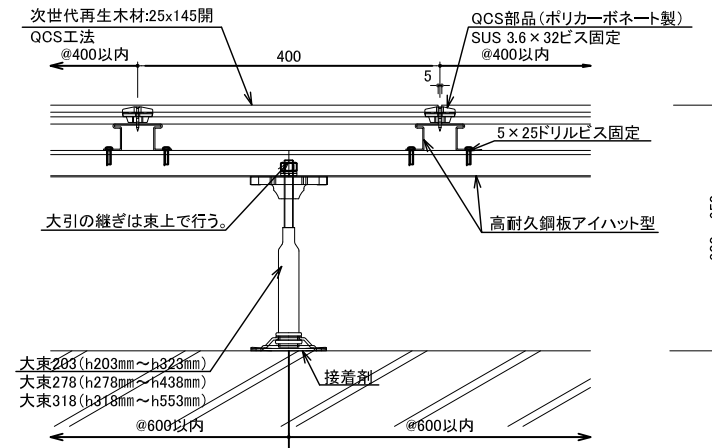 次世代再生木材:25x145開
QCS工法
@400以内
400
QCS部品(ポリカーボネート製)
SUS 3.6×32ビス固定
@400以内
5
5×25ドリルビス固定
大引の継ぎは束上で行う。
高耐久鋼板アイハット型
大束203(h203mm～h323mm)
大束278(h278mm～h438mm)
大束318(h318mm～h553mm)
接着剤
@600以内
@600以内